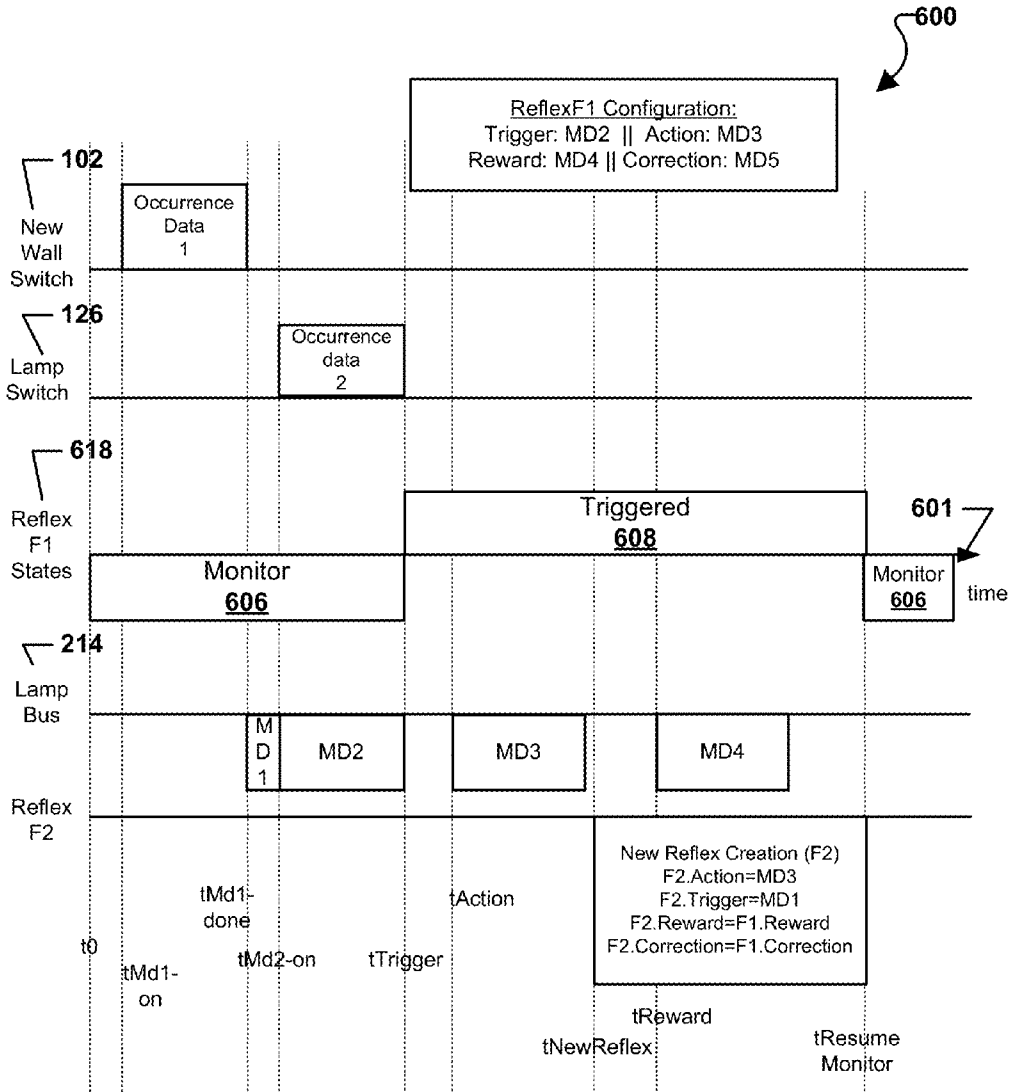 600
ReflexF1 Configuration:
Trigger: MD2 || Action: MD3
Reward: MD4 || Correction: MD5
102
New
Wall
Switch
Occurrence
Data
1
126
Lamp
Switch
Occurrence
data
2
618
Reflex
F1
States
Triggered
608
601
Monitor
606
Monitor
606
time
214
Lamp
Bus
M
D
1
MD2
MD3
MD4
Reflex
F2
New Reflex Creation (F2)
F2.Action=MD3
F2.Trigger=MD1
F2.Reward=F1.Reward
F2.Correction=F1.Correction
t0
tMd1-
on
tMd1-
done
tMd2-on
tTrigger
tAction
tNewReflex
tReward
tResume
Monitor